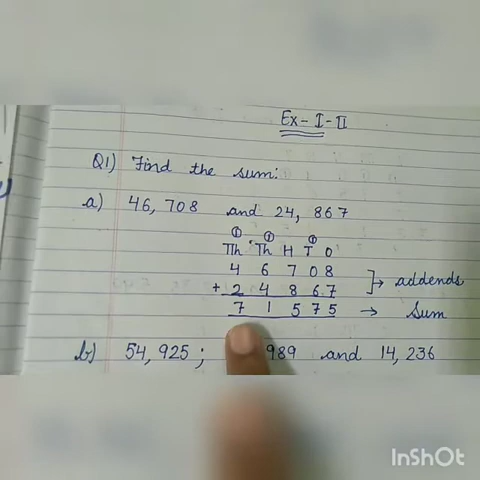 Ex- I - II
Q1) Find the sum:
a) 46, 708 and 24, 867
① ① ①
TTh Th H T O
4 6 7 0 8
+ 2 4 8 6 7 } → addends
7 1 5 7 5 → Sum
b) 54, 925 ; 989 and 14, 236
InShOt